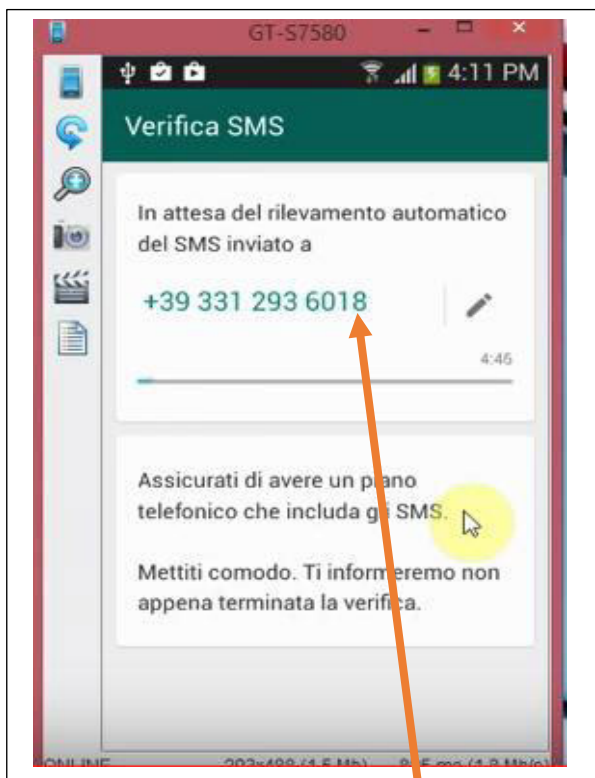 GT-S7580
4:11 PM
Verifica SMS
In attesa del rilevamento automatico
del SMS inviato a
+39 331 293 6018
4:45
Assicurati di avere un piano
telefonico che includa gli SMS.
Mettiti comodo. Ti informeremo non
appena terminata la verifica.